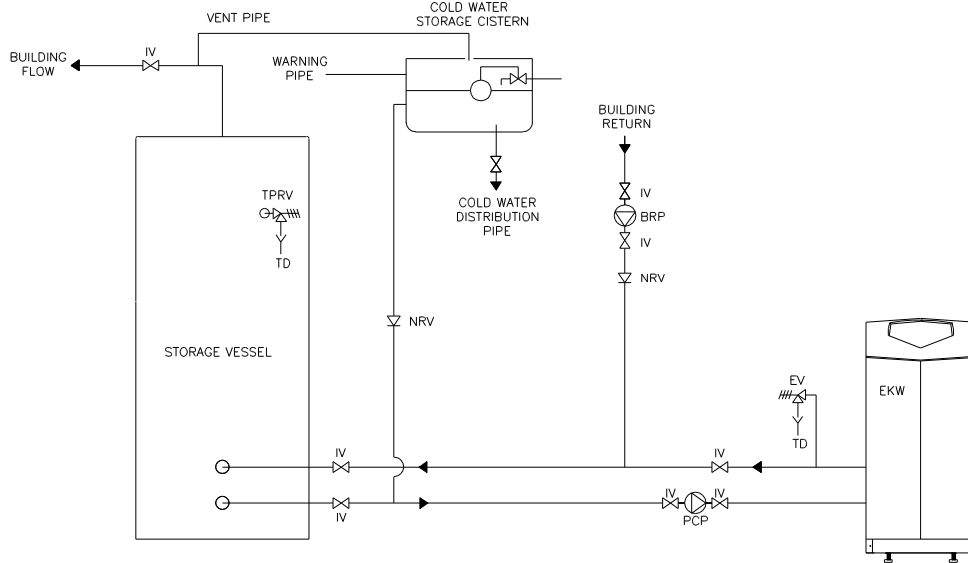 COLD WATER
STORAGE CISTERN
VENT PIPE
BUILDING
FLOW
IV
WARNING
PIPE
BUILDING
RETURN
IV
BRP
IV
NRV
COLD WATER
DISTRIBUTION
PIPE
TPRV
TD
NRV
STORAGE VESSEL
EV
TD
EKW
IV
IV
IV
IV
IV
PCP